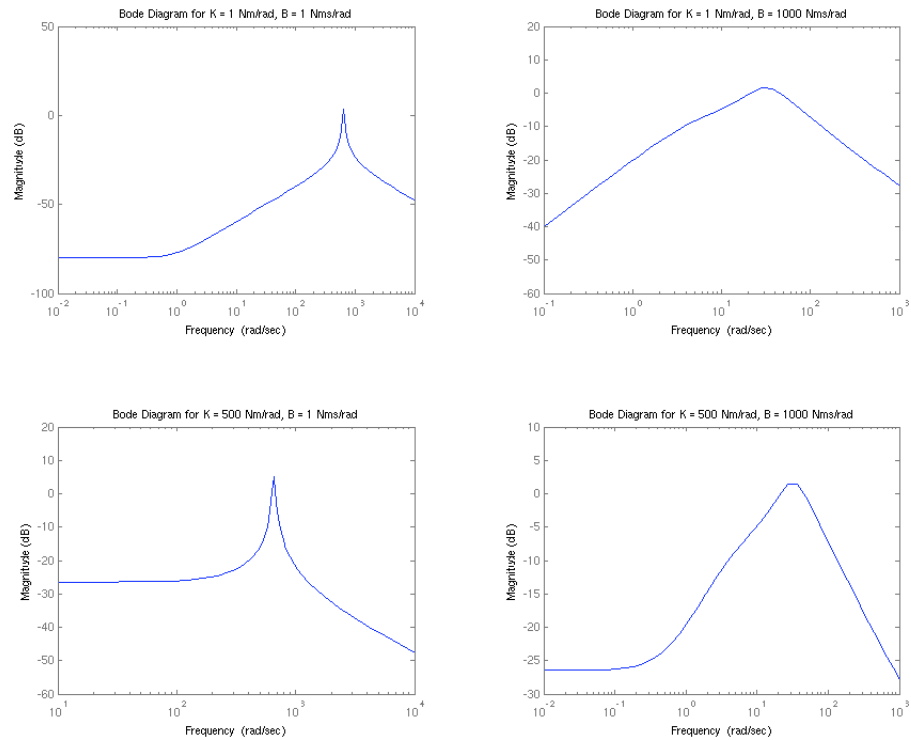 Bode Diagram for K = 1 Nm/rad, B = 1 Nms/rad
50
0
-50
-100
Magnitude (dB)
10^-2 10^-1 10^0 10^1 10^2 10^3 10^4
Frequency (rad/sec)
Bode Diagram for K = 1 Nm/rad, B = 1000 Nms/rad
20
10
0
-10
-20
-30
-40
-50
-60
Magnitude (dB)
10^-1 10^0 10^1 10^2 10^3
Frequency (rad/sec)
Bode Diagram for K = 500 Nm/rad, B = 1 Nms/rad
20
10
0
-10
-20
-30
-40
-50
-60
Magnitude (dB)
10^1 10^2 10^3 10^4
Frequency (rad/sec)
Bode Diagram for K = 500 Nm/rad, B = 1000 Nms/rad
10
5
0
-5
-10
-15
-20
-25
-30
Magnitude (dB)
10^-2 10^-1 10^0 10^1 10^2 10^3
Frequency (rad/sec)